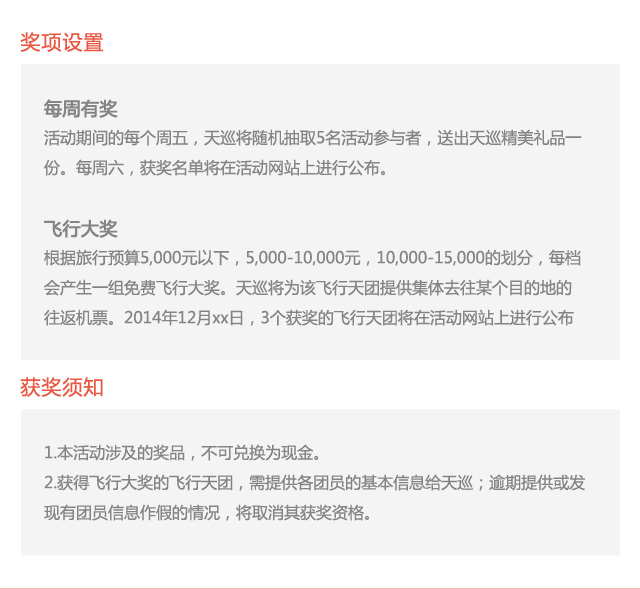 奖项设置
每周有奖
活动期间的每个周五，天巡将随机抽取5名活动参与者，送出天巡精美礼品一
份。每周六，获奖名单将在活动网站上进行公布。
飞行大奖
根据旅行预算5,000元以下，5,000-10,000元，10,000-15,000的划分，每档
会产生一组免费飞行大奖。天巡将为该飞行天团提供集体去往某个目的地的
往返机票。2014年12月xx日，3个获奖的飞行天团将在活动网站上进行公布
获奖须知
1.本活动涉及的奖品，不可兑换为现金。
2.获得飞行大奖的飞行天团，需提供各团员的基本信息给天巡；逾期提供或发
现有团员信息作假的情况，将取消其获奖资格。